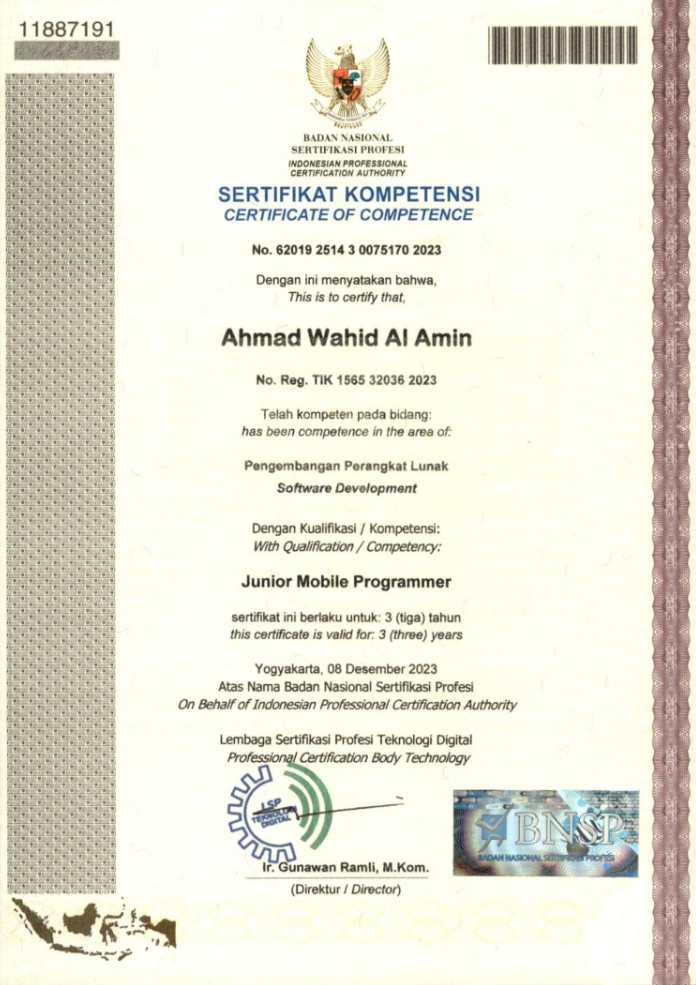 11887191
BADAN NASIONAL
SERTIFIKASI PROFESI
INDONESIAN PROFESSIONAL
CERTIFICATION AUTHORITY
SERTIFIKAT KOMPETENSI
CERTIFICATE OF COMPETENCE
No. 62019 2514 3 0075170 2023
Dengan ini menyatakan bahwa,
This is to certify that,
Ahmad Wahid Al Amin
No. Reg. TIK 1565 32036 2023
Telah kompeten pada bidang:
has been competence in the area of:
Pengembangan Perangkat Lunak
Software Development
Dengan Kualifikasi / Kompetensi:
With Qualification / Competency:
Junior Mobile Programmer
sertifikat ini berlaku untuk: 3 (tiga) tahun
this certificate is valid for: 3 (three) years
Yogyakarta, 08 Desember 2023
Atas Nama Badan Nasional Sertifikasi Profesi
On Behalf of Indonesian Professional Certification Authority
Lembaga Sertifikasi Profesi Teknologi Digital
Professional Certification Body Technology
LSP
TEKNOLOGI
DIGITAL
BNSP
BADAN NASIONAL SERTIFIKASI PROFESI
Ir. Gunawan Ramli, M.Kom.
(Direktur / Director)